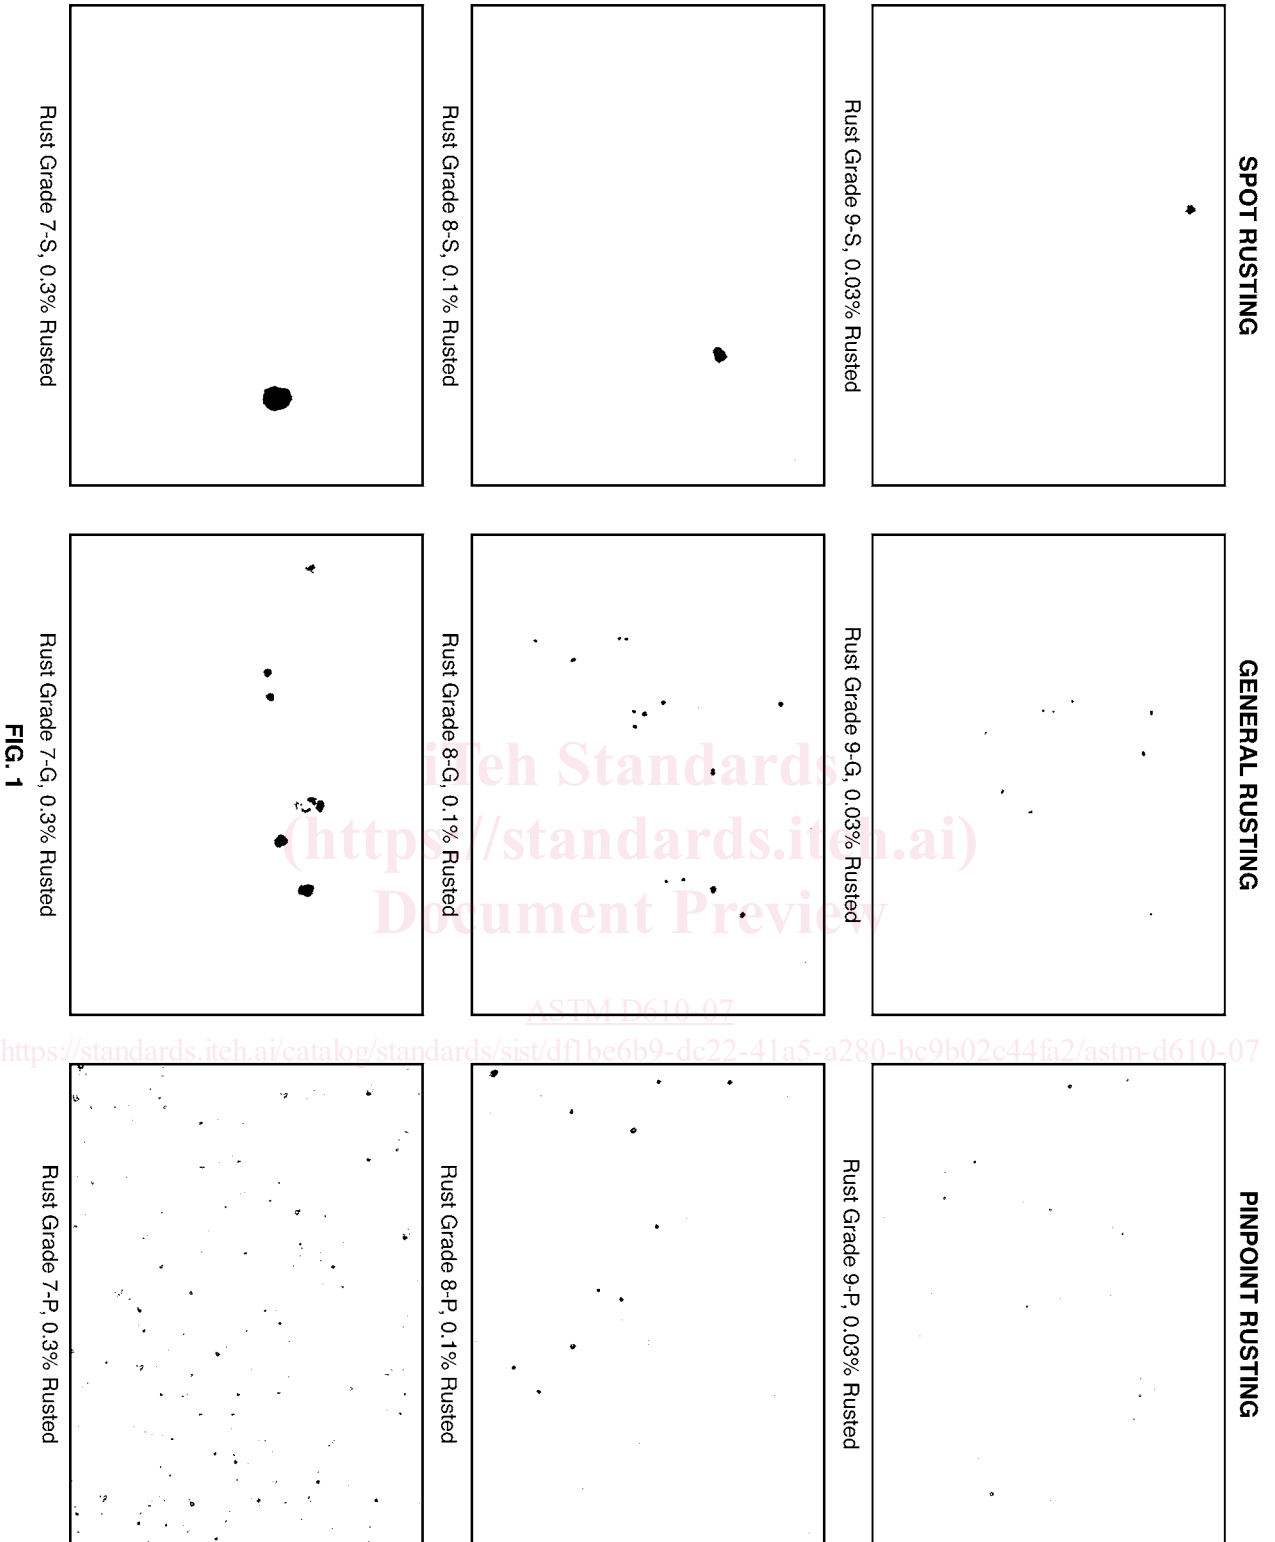 SPOT RUSTING
GENERAL RUSTING
PINPOINT RUSTING
Rust Grade 9-S, 0.03% Rusted
Rust Grade 9-G, 0.03% Rusted
Rust Grade 9-P, 0.03% Rusted
Rust Grade 8-S, 0.1% Rusted
Rust Grade 8-G, 0.1% Rusted
Rust Grade 8-P, 0.1% Rusted
Rust Grade 7-S, 0.3% Rusted
Rust Grade 7-G, 0.3% Rusted
Rust Grade 7-P, 0.3% Rusted
FIG. 1
iTeh Standards
(https://standards.iteh.ai)
Document Preview
ASTM D610-07
https://standards.iteh.ai/catalog/standards/sist/df1be6b9-dc22-41a5-a280-bc9b02c44fa2/astm-d610-07